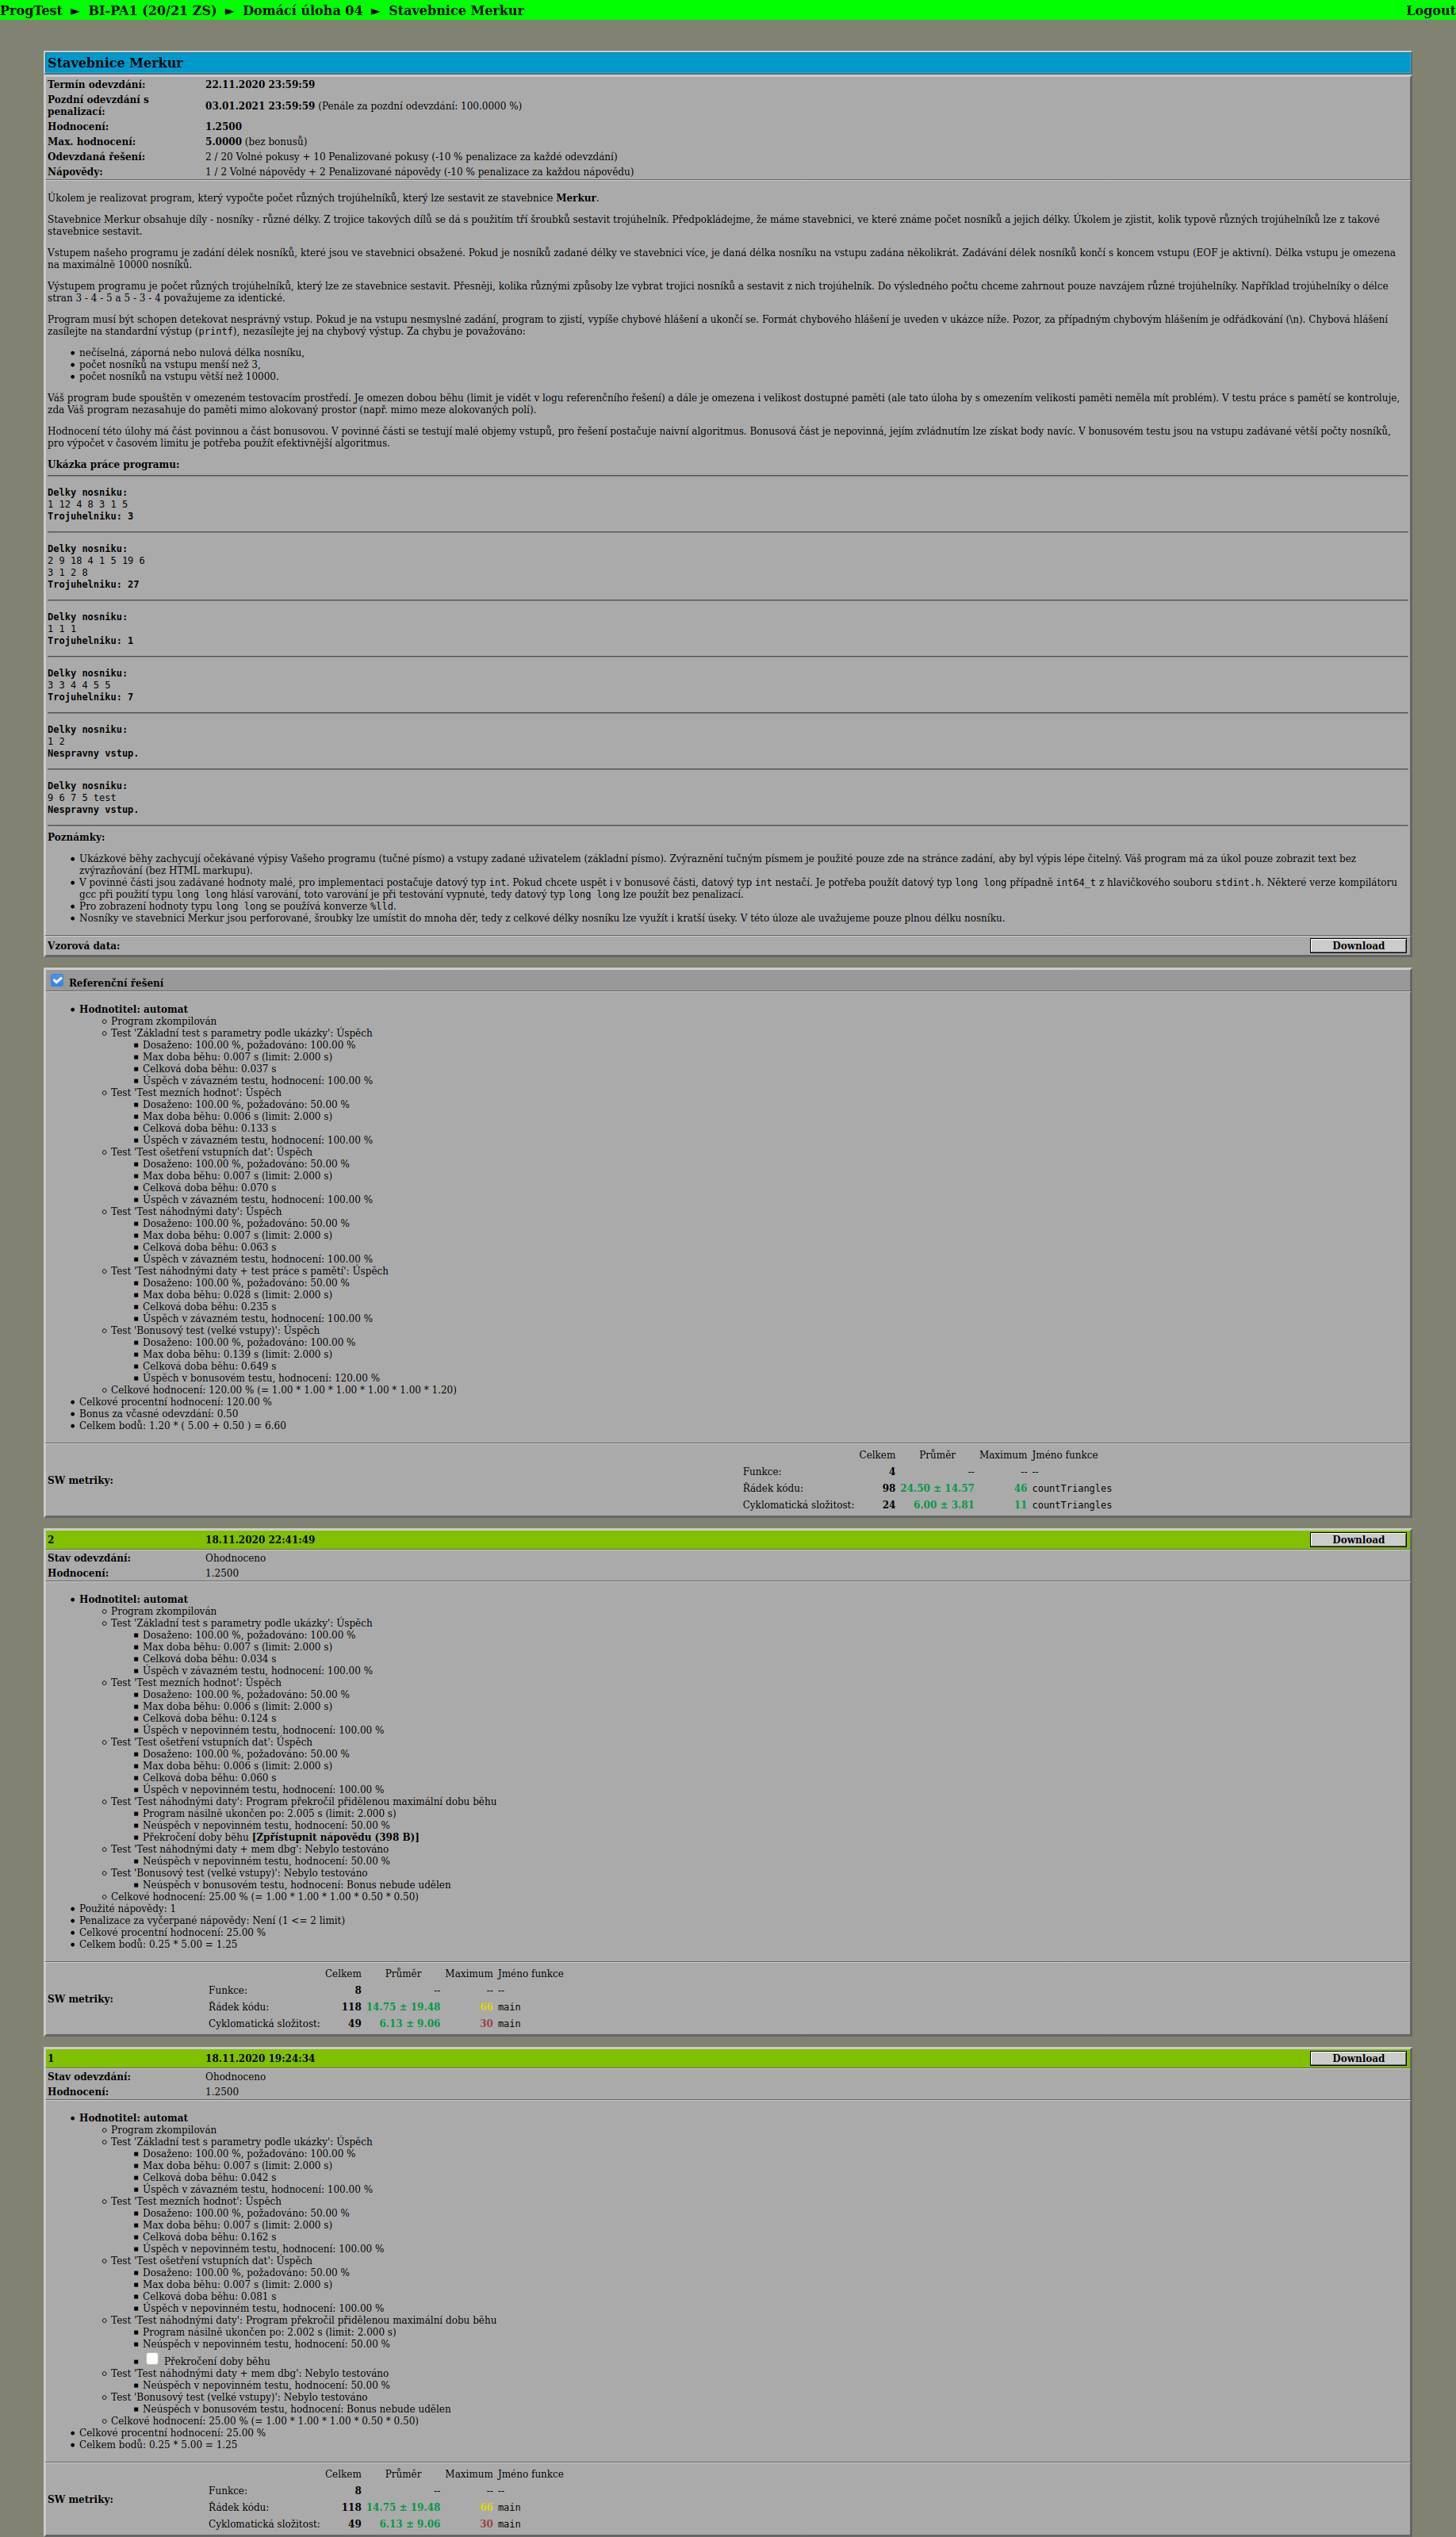 ProgTest ► BI-PA1 (20/21 ZS) ► Domácí úloha 04 ► Stavebnice Merkur Logout
Stavebnice Merkur
Termín odevzdání: 22.11.2020 23:59:59
Pozdní odevzdání s penalizací: 03.01.2021 23:59:59 (Penále za pozdní odevzdání: 100.0000 %)
Hodnocení: 1.2500
Max. hodnocení: 5.0000 (bez bonusů)
Odevzdaná řešení: 2 / 20 Volné pokusy + 10 Penalizované pokusy (-10 % penalizace za každé odevzdání)
Nápovědy: 1 / 2 Volné nápovědy + 2 Penalizované nápovědy (-10 % penalizace za každou nápovědu)
Úkolem je realizovat program, který vypočte počet různých trojúhelníků, který lze sestavit ze stavebnice Merkur.
Stavebnice Merkur obsahuje díly - nosníky - různé délky. Z trojice takových dílů se dá s použitím tří šroubků sestavit trojúhelník. Předpokládejme, že máme stavebnici, ve které známe počet nosníků a jejich délky. Úkolem je zjistit, kolik typově různých trojúhelníků lze z takové
stavebnice sestavit.
Vstupem našeho programu je zadání délek nosníků, které jsou ve stavebnici obsažené. Pokud je nosníků zadané délky ve stavebnici více, je daná délka nosníku na vstupu zadána několikrát. Zadávání délek nosníků končí s koncem vstupu (EOF je aktivní). Délka vstupu je omezena
na maximálně 10000 nosníků.
Výstupem programu je počet různých trojúhelníků, který lze ze stavebnice sestavit. Přesněji, kolika různými způsoby lze vybrat trojici nosníků a sestavit z nich trojúhelník. Do výsledného počtu chceme zahrnout pouze navzájem různé trojúhelníky. Například trojúhelníky o délce
stran 3 - 4 - 5 a 5 - 3 - 4 považujeme za identické.
Program musí být schopen detekovat nesprávný vstup. Pokud je na vstupu nesmyslné zadání, program to zjistí, vypíše chybové hlášení a ukončí se. Formát chybového hlášení je uveden v ukázce níže. Pozor, za případným chybovým hlášením je odřádkování (\n). Chybová hlášení
zasílejte na standardní výstup (printf), nezasílejte jej na chybový výstup. Za chybu je považováno:
• nečíselná, záporná nebo nulová délka nosníku,
• počet nosníků na vstupu menší než 3,
• počet nosníků na vstupu větší než 10000.
Váš program bude spouštěn v omezeném testovacím prostředí. Je omezen dobou běhu (limit je vidět v logu referenčního řešení) a dále je omezena i velikost dostupné paměti (ale tato úloha by s omezením velikosti paměti neměla mít problém). V testu práce s pamětí se kontroluje,
zda Váš program nezasahuje do paměti mimo alokovaný prostor (např. mimo meze alokovaných polí).
Hodnocení této úlohy má část povinnou a část bonusovou. V povinné části se testují malé objemy vstupů, pro řešení postačuje naivní algoritmus. Bonusová část je nepovinná, jejím zvládnutím lze získat body navíc. V bonusovém testu jsou na vstupu zadávané větší počty nosníků,
pro výpočet v časovém limitu je potřeba použít efektivnější algoritmus.
Ukázka práce programu:
Delky nosniku:
1 12 4 8 3 1 5
Trojuhelniku: 3
Delky nosniku:
2 9 18 4 1 5 19 6
3 1 2 8
Trojuhelniku: 27
Delky nosniku:
1 1 1
Trojuhelniku: 1
Delky nosniku:
3 3 4 4 5 5
Trojuhelniku: 7
Delky nosniku:
1 2
Nespravny vstup.
Delky nosniku:
9 6 7 5 test
Nespravny vstup.
Poznámky:
• Ukázkové běhy zachycují očekávané výpisy Vašeho programu (tučné písmo) a vstupy zadané uživatelem (základní písmo). Zvýraznění tučným písmem je použité pouze zde na stránce zadání, aby byl výpis lépe čitelný. Váš program má za úkol pouze zobrazit text bez
zvýrazňování (bez HTML markupu).
• V povinné části jsou zadávané hodnoty malé, pro implementaci postačuje datový typ int. Pokud chcete uspět i v bonusové části, datový typ int nestačí. Je potřeba použít datový typ long long případně int64_t z hlavičkového souboru stdint.h. Některé verze kompilátoru
gcc při použití typu long long hlásí varování, toto varování je při testování vypnuté, tedy datový typ long long lze použít bez penalizací.
• Pro zobrazení hodnoty typu long long se používá konverze %lld.
• Nosníky ve stavebnici Merkur jsou perforované, šroubky lze umístit do mnoha děr, tedy z celkové délky nosníku lze využít i kratší úseky. V této úloze ale uvažujeme pouze plnou délku nosníku.
Vzorová data: Download
Referenční řešení
• Hodnotitel: automat
Program zkompilován
Test 'Základní test s parametry podle ukázky': Úspěch
Dosaženo: 100.00 %, požadováno: 100.00 %
Max doba běhu: 0.007 s (limit: 2.000 s)
Celková doba běhu: 0.037 s
Úspěch v závazném testu, hodnocení: 100.00 %
Test 'Test mezních hodnot': Úspěch
Dosaženo: 100.00 %, požadováno: 50.00 %
Max doba běhu: 0.006 s (limit: 2.000 s)
Celková doba běhu: 0.133 s
Úspěch v závazném testu, hodnocení: 100.00 %
Test 'Test ošetření vstupních dat': Úspěch
Dosaženo: 100.00 %, požadováno: 50.00 %
Max doba běhu: 0.007 s (limit: 2.000 s)
Celková doba běhu: 0.070 s
Úspěch v závazném testu, hodnocení: 100.00 %
Test 'Test náhodnými daty': Úspěch
Dosaženo: 100.00 %, požadováno: 50.00 %
Max doba běhu: 0.007 s (limit: 2.000 s)
Celková doba běhu: 0.063 s
Úspěch v závazném testu, hodnocení: 100.00 %
Test 'Test náhodnými daty + test práce s pamětí': Úspěch
Dosaženo: 100.00 %, požadováno: 50.00 %
Max doba běhu: 0.028 s (limit: 2.000 s)
Celková doba běhu: 0.235 s
Úspěch v závazném testu, hodnocení: 100.00 %
Test 'Bonusový test (velké vstupy)': Úspěch
Dosaženo: 100.00 %, požadováno: 100.00 %
Max doba běhu: 0.139 s (limit: 2.000 s)
Celková doba běhu: 0.649 s
Úspěch v bonusovém testu, hodnocení: 120.00 %
Celkové hodnocení: 120.00 % (= 1.00 * 1.00 * 1.00 * 1.00 * 1.00 * 1.20)
• Celkové procentní hodnocení: 120.00 %
• Bonus za včasné odevzdání: 0.50
• Celkem bodů: 1.20 * ( 5.00 + 0.50 ) = 6.60
SW metriky:
Celkem Průměr Maximum Jméno funkce
Funkce: 4 -- -- --
Řádek kódu: 98 24.50 ± 14.57 46 countTriangles
Cyklomatická složitost: 24 6.00 ± 3.81 11 countTriangles
2 18.11.2020 22:41:49 Download
Stav odevzdání: Ohodnoceno
Hodnocení: 1.2500
• Hodnotitel: automat
Program zkompilován
Test 'Základní test s parametry podle ukázky': Úspěch
Dosaženo: 100.00 %, požadováno: 100.00 %
Max doba běhu: 0.007 s (limit: 2.000 s)
Celková doba běhu: 0.034 s
Úspěch v závazném testu, hodnocení: 100.00 %
Test 'Test mezních hodnot': Úspěch
Dosaženo: 100.00 %, požadováno: 50.00 %
Max doba běhu: 0.006 s (limit: 2.000 s)
Celková doba běhu: 0.124 s
Úspěch v nepovinném testu, hodnocení: 100.00 %
Test 'Test ošetření vstupních dat': Úspěch
Dosaženo: 100.00 %, požadováno: 50.00 %
Max doba běhu: 0.006 s (limit: 2.000 s)
Celková doba běhu: 0.060 s
Úspěch v nepovinném testu, hodnocení: 100.00 %
Test 'Test náhodnými daty': Program překročil přidělenou maximální dobu běhu
Program násilně ukončen po: 2.005 s (limit: 2.000 s)
Neúspěch v nepovinném testu, hodnocení: 50.00 %
Překročení doby běhu [Zpřístupnit nápovědu (398 B)]
Test 'Test náhodnými daty + mem dbg': Nebylo testováno
Neúspěch v nepovinném testu, hodnocení: 50.00 %
Test 'Bonusový test (velké vstupy)': Nebylo testováno
Neúspěch v bonusovém testu, hodnocení: Bonus nebude udělen
Celkové hodnocení: 25.00 % (= 1.00 * 1.00 * 1.00 * 0.50 * 0.50)
• Použité nápovědy: 1
• Penalizace za vyčerpané nápovědy: Není (1 <= 2 limit)
• Celkové procentní hodnocení: 25.00 %
• Celkem bodů: 0.25 * 5.00 = 1.25
SW metriky:
Celkem Průměr Maximum Jméno funkce
Funkce: 8 -- -- --
Řádek kódu: 118 14.75 ± 19.48 66 main
Cyklomatická složitost: 49 6.13 ± 9.06 30 main
1 18.11.2020 19:24:34 Download
Stav odevzdání: Ohodnoceno
Hodnocení: 1.2500
• Hodnotitel: automat
Program zkompilován
Test 'Základní test s parametry podle ukázky': Úspěch
Dosaženo: 100.00 %, požadováno: 100.00 %
Max doba běhu: 0.007 s (limit: 2.000 s)
Celková doba běhu: 0.042 s
Úspěch v závazném testu, hodnocení: 100.00 %
Test 'Test mezních hodnot': Úspěch
Dosaženo: 100.00 %, požadováno: 50.00 %
Max doba běhu: 0.007 s (limit: 2.000 s)
Celková doba běhu: 0.162 s
Úspěch v nepovinném testu, hodnocení: 100.00 %
Test 'Test ošetření vstupních dat': Úspěch
Dosaženo: 100.00 %, požadováno: 50.00 %
Max doba běhu: 0.007 s (limit: 2.000 s)
Celková doba běhu: 0.081 s
Úspěch v nepovinném testu, hodnocení: 100.00 %
Test 'Test náhodnými daty': Program překročil přidělenou maximální dobu běhu
Program násilně ukončen po: 2.002 s (limit: 2.000 s)
Neúspěch v nepovinném testu, hodnocení: 50.00 %
Překročení doby běhu
Test 'Test náhodnými daty + mem dbg': Nebylo testováno
Neúspěch v nepovinném testu, hodnocení: 50.00 %
Test 'Bonusový test (velké vstupy)': Nebylo testováno
Neúspěch v bonusovém testu, hodnocení: Bonus nebude udělen
Celkové hodnocení: 25.00 % (= 1.00 * 1.00 * 1.00 * 0.50 * 0.50)
• Celkové procentní hodnocení: 25.00 %
• Celkem bodů: 0.25 * 5.00 = 1.25
SW metriky:
Celkem Průměr Maximum Jméno funkce
Funkce: 8 -- -- --
Řádek kódu: 118 14.75 ± 19.48 66 main
Cyklomatická složitost: 49 6.13 ± 9.06 30 main